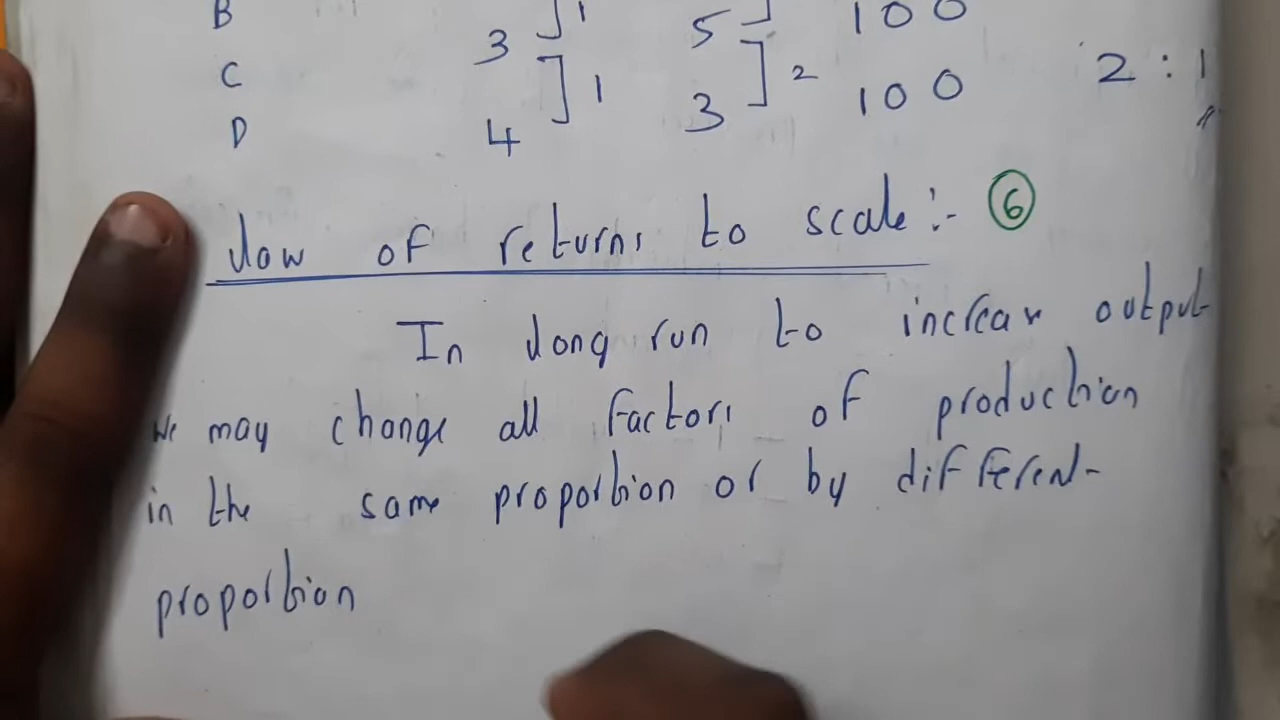 B 3 ] 1 5 ] 100
C ] 1 ] 2 100 2 : 1
D 4 3
Law of returns to scale :- 6
In long run to increase output
We may change all factors of production
in the same proportion or by different
proportion